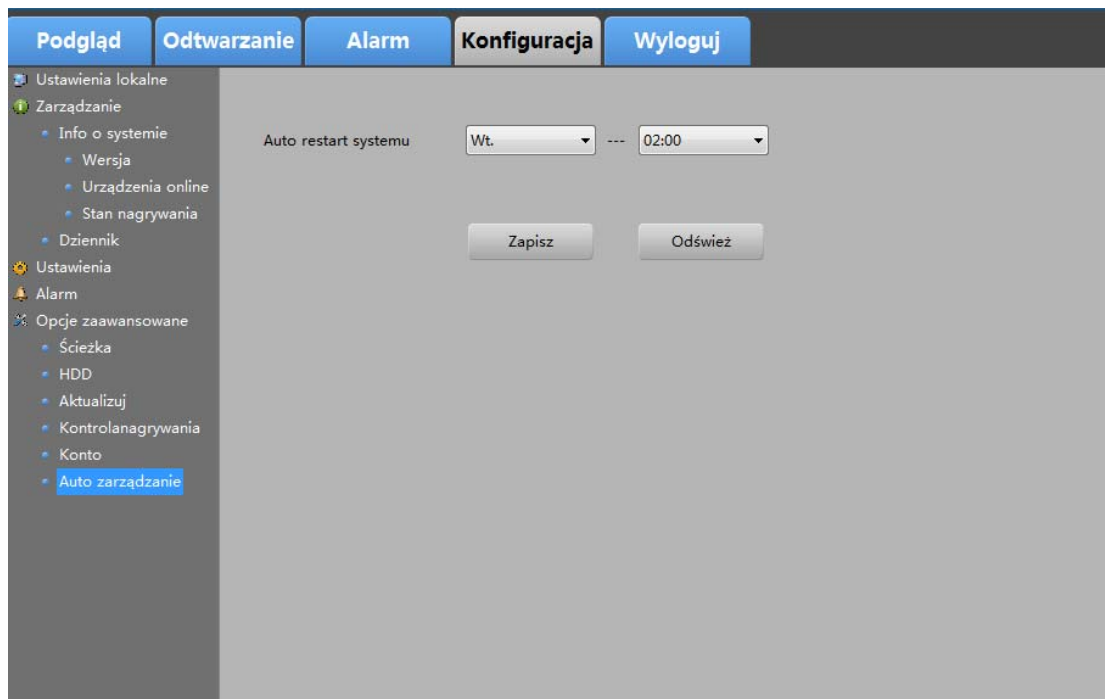 Podgląd Odtwarzanie Alarm Konfiguracja Wyloguj
Ustawienia lokalne
Zarządzanie
Info o systemie
Wersja
Urządzenia online
Stan nagrywania
Dziennik
Ustawienia
Alarm
Opcje zaawansowane
Ścieżka
HDD
Aktualizuj
Kontrolanagrywania
Konto
Auto zarządzanie
Auto restart systemu Wt. --- 02:00
Zapisz Odśwież